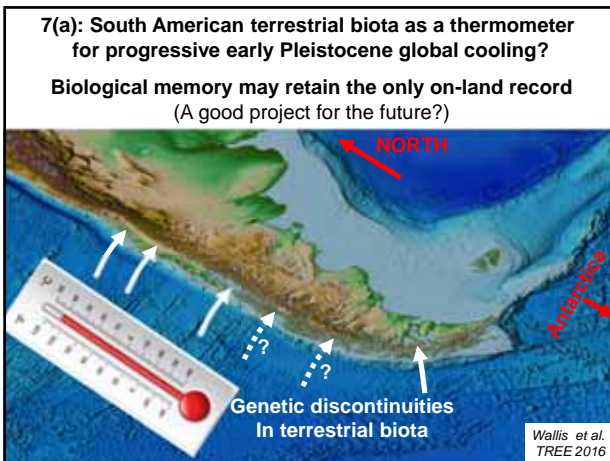 7(a): South American terrestrial biota as a thermometer
for progressive early Pleistocene global cooling?
Biological memory may retain the only on-land record
(A good project for the future?)
NORTH
Antarctica
?
?
Genetic discontinuities
In terrestrial biota
Wallis et al.
TREE 2016